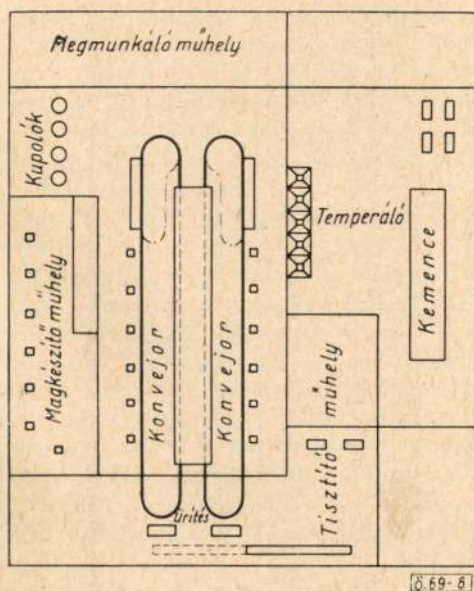 Megmunkáló műhely
Kupolók
Magkészítő műhely
Konvejor
Konvejor
Temperáló
Kemence
műhely
Tisztító
ürítés
Ö.69-8